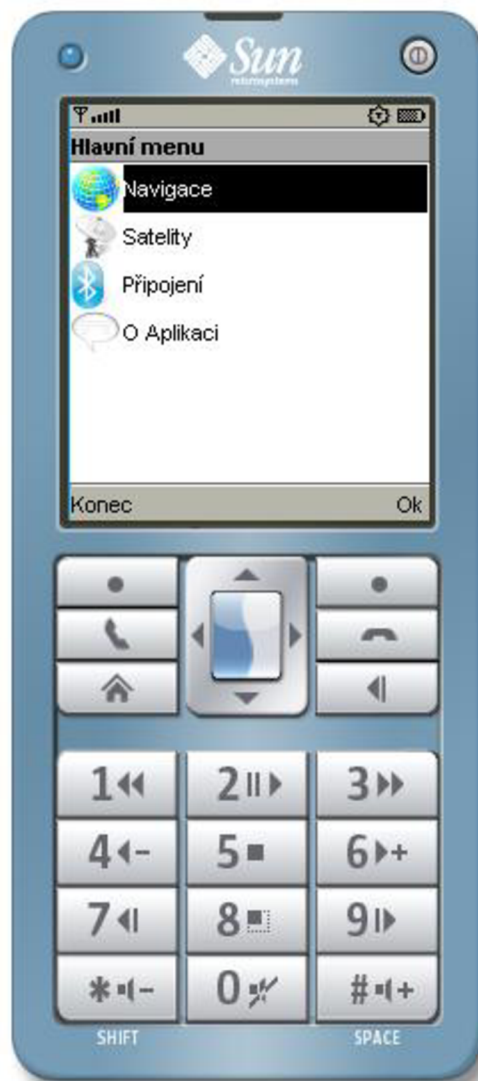 Sun
microsystems
Hlavní menu
Navigace
Satelity
Připojení
O Aplikaci
Konec Ok
1 2 3
4 - 5 6 +
7 8 9
* - 0 # +
SHIFT SPACE